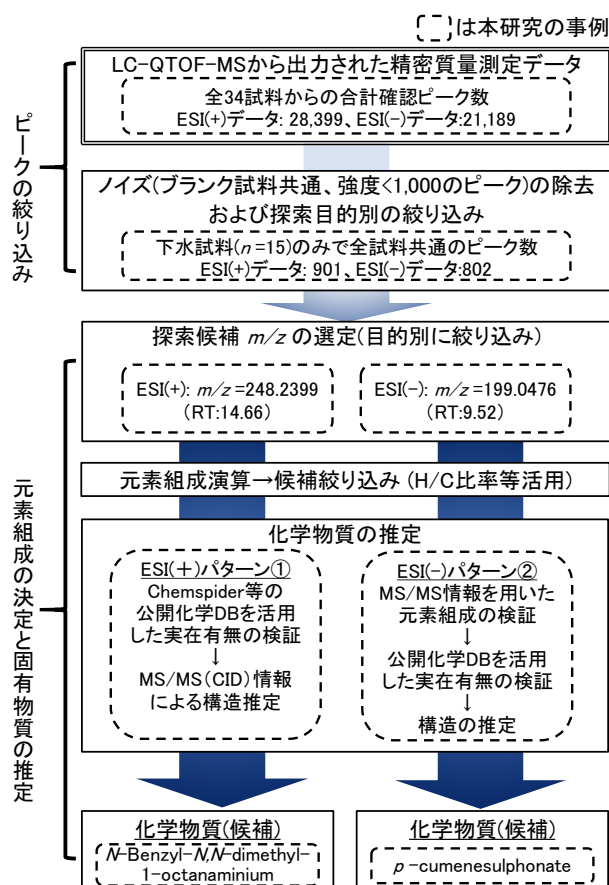 は本研究の事例
LC-QTOF-MSから出力された精密質量測定データ
全34試料からの合計確認ピーク数
ESI(+)データ: 28,399、ESI(−)データ:21,189
ピークの絞り込み
ノイズ(ブランク試料共通、強度<1,000のピーク)の除去
および探索目的別の絞り込み
下水試料(n=15)のみで全試料共通のピーク数
ESI(+)データ: 901、ESI(−)データ:802
探索候補 m/z の選定(目的別に絞り込み)
ESI(+): m/z=248.2399
(RT:14.66)
ESI(−): m/z=199.0476
(RT:9.52)
元素組成の決定と固有物質の推定
元素組成演算→候補絞り込み (H/C比率等活用)
化学物質の推定
ESI(＋)パターン①
Chemspider等の
公開化学DBを活用
した実在有無の検証
↓
MS/MS(CID)情報
による構造推定
ESI(−)パターン②
MS/MS情報を用いた
元素組成の検証
↓
公開化学DBを活用
した実在有無の検証
↓
構造の推定
化学物質(候補)
N-Benzyl-N,N-dimethyl-
1-octanaminium
化学物質(候補)
p -cumenesulphonate